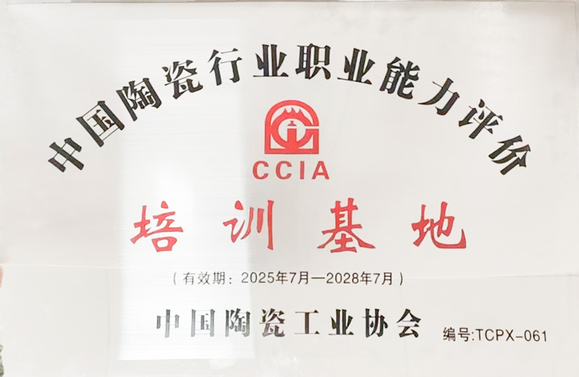 中国陶瓷行业职业能力评价
CCIA
培训基地
（有效期：2025年7月—2028年7月）
中国陶瓷工业协会
编号:TCPX-061